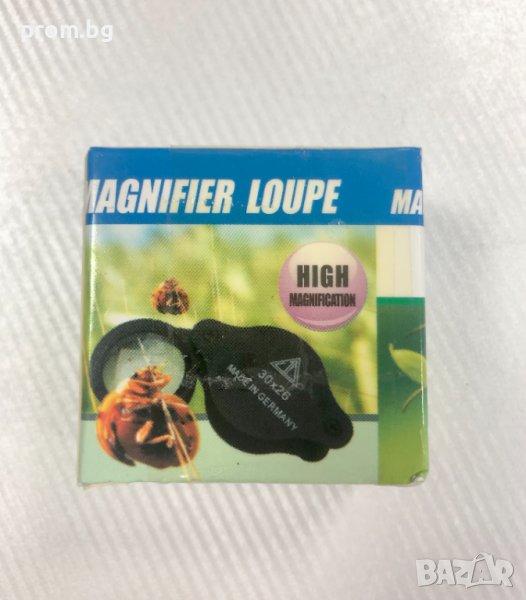 prom.bg
MAGNIFIER LOUPE
MA
HIGH
MAGNIFICATION
30x26
MADE IN GERMANY
BAZAR